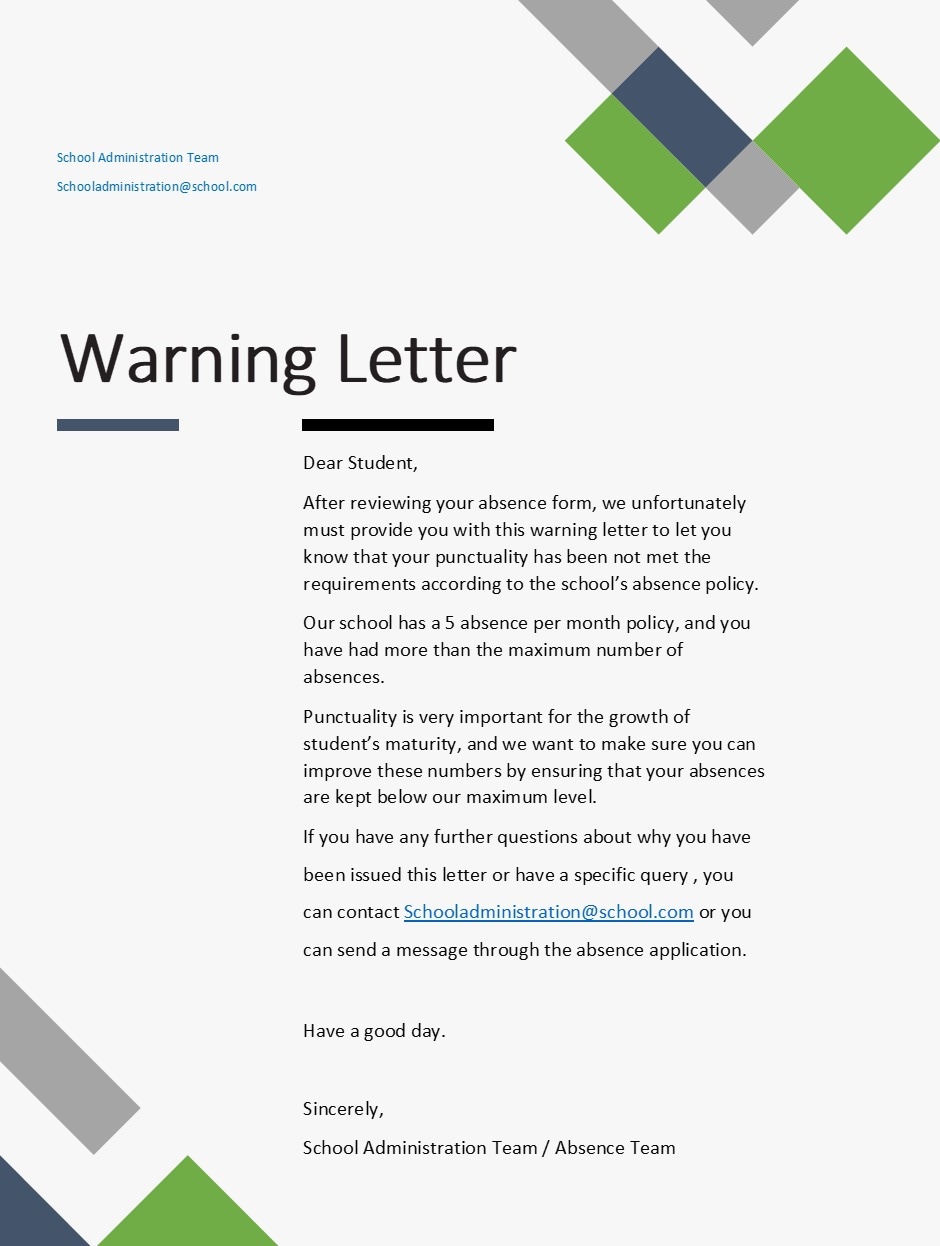 School Administration Team
Schooladministration@school.com
Warning Letter
Dear Student,
After reviewing your absence form, we unfortunately
must provide you with this warning letter to let you
know that your punctuality has been not met the
requirements according to the school’s absence policy.
Our school has a 5 absence per month policy, and you
have had more than the maximum number of
absences.
Punctuality is very important for the growth of
student’s maturity, and we want to make sure you can
improve these numbers by ensuring that your absences
are kept below our maximum level.
If you have any further questions about why you have
been issued this letter or have a specific query , you
can contact Schooladministration@school.com or you
can send a message through the absence application.
Have a good day.
Sincerely,
School Administration Team / Absence Team